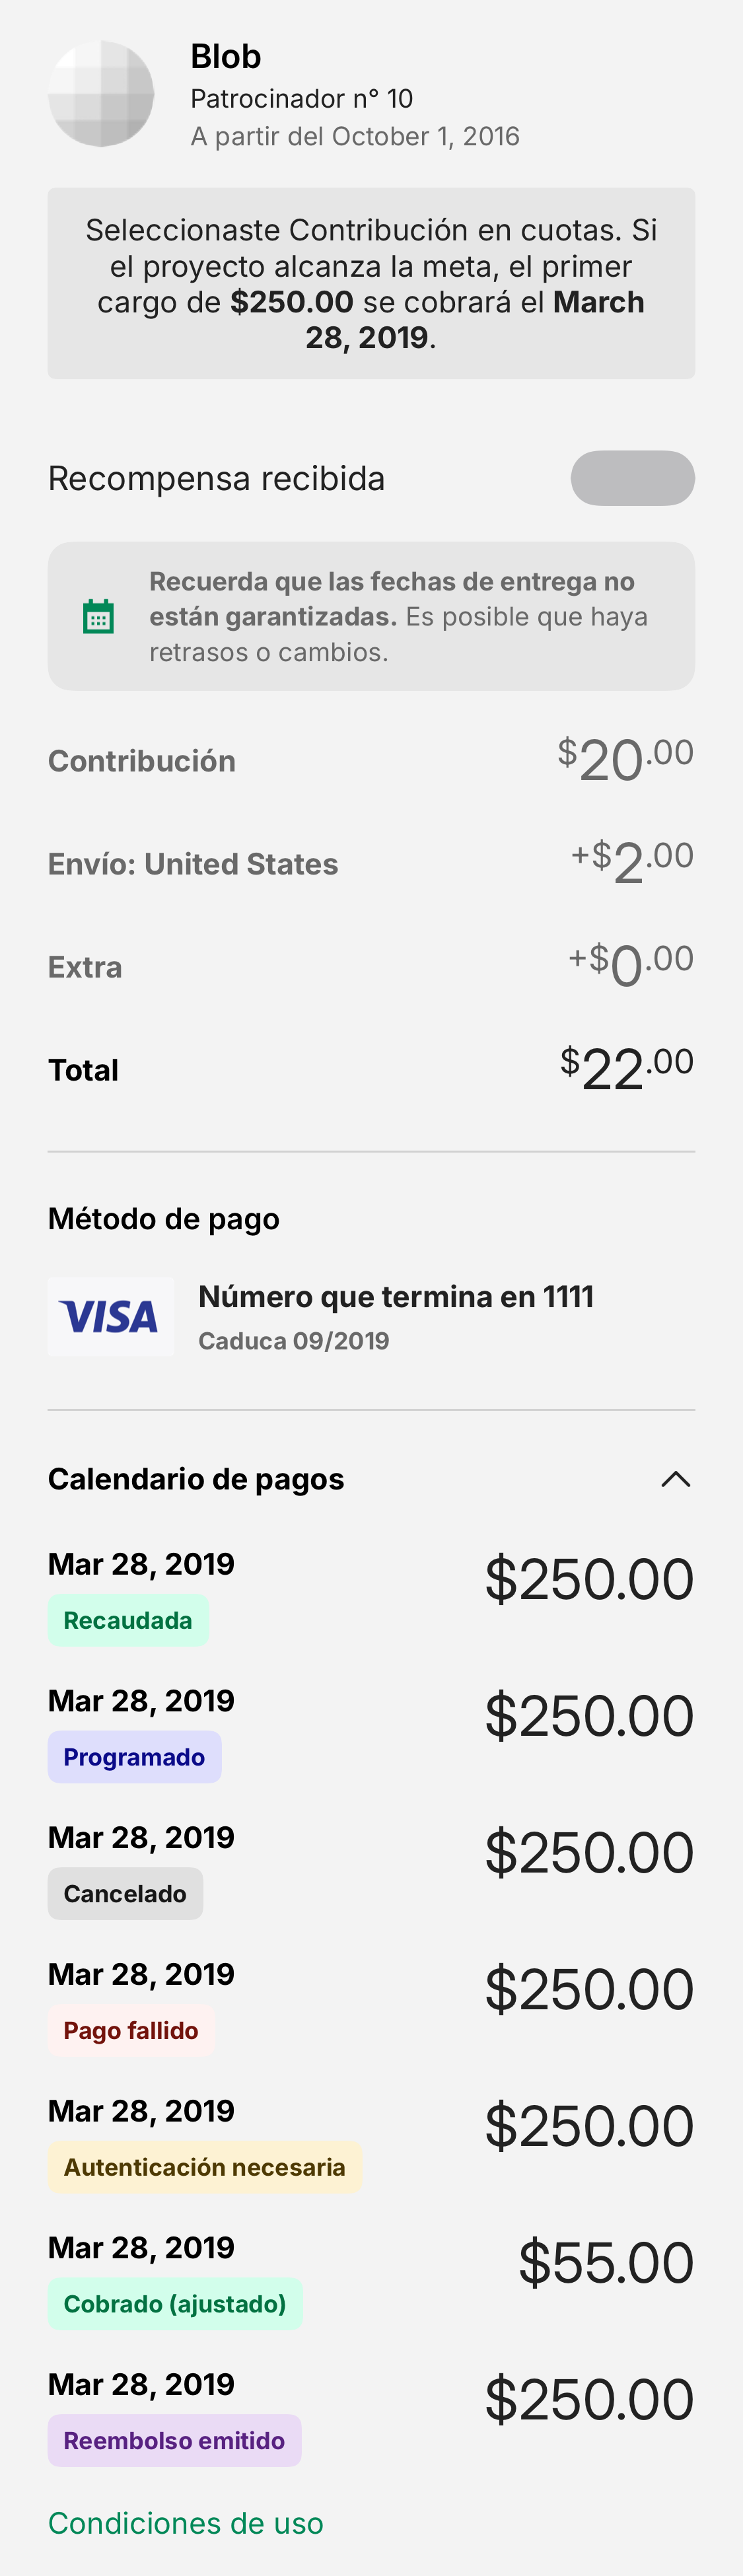 Blob
Patrocinador n° 10
A partir del October 1, 2016
Seleccionaste Contribución en cuotas. Si
el proyecto alcanza la meta, el primer
cargo de $250.00 se cobrará el March
28, 2019.
Recompensa recibida
Recuerda que las fechas de entrega no
están garantizadas. Es posible que haya
retrasos o cambios.
Contribución $20.00
Envío: United States +$2.00
Extra +$0.00
Total $22.00
Método de pago
VISA
Número que termina en 1111
Caduca 09/2019
Calendario de pagos
Mar 28, 2019 $250.00
Recaudada
Mar 28, 2019 $250.00
Programado
Mar 28, 2019 $250.00
Cancelado
Mar 28, 2019 $250.00
Pago fallido
Mar 28, 2019 $250.00
Autenticación necesaria
Mar 28, 2019 $55.00
Cobrado (ajustado)
Mar 28, 2019 $250.00
Reembolso emitido
Condiciones de uso